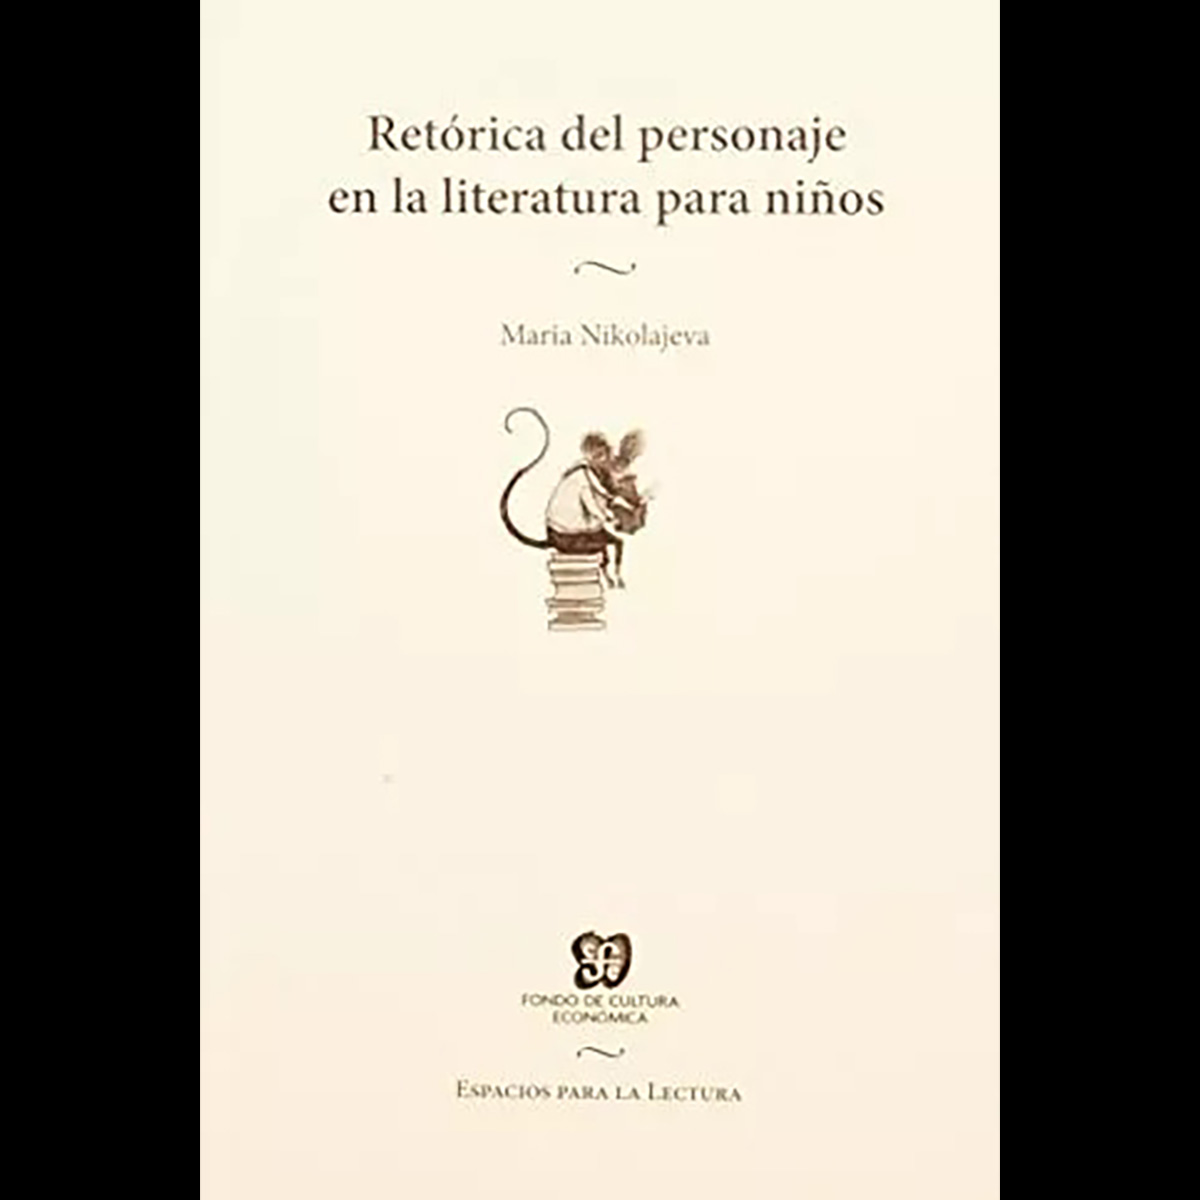 Retórica del personaje
en la literatura para niños
Maria Nikolajeva
FONDO DE CULTURA
ECONÓMICA
ESPACIOS PARA LA LECTURA